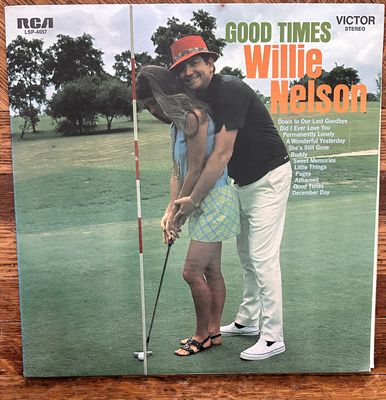 RCA
LSP-4057
GOOD TIMES
Willie
Nelson
VICTOR
STEREO
Down to Our Last Goodbye
Did I Ever Love You
Permanently Lonely
A Wonderful Yesterday
She's Still Gone
Buddy
Sweet Memories
Little Things
Pages
Ashamed
Good Times
December Day